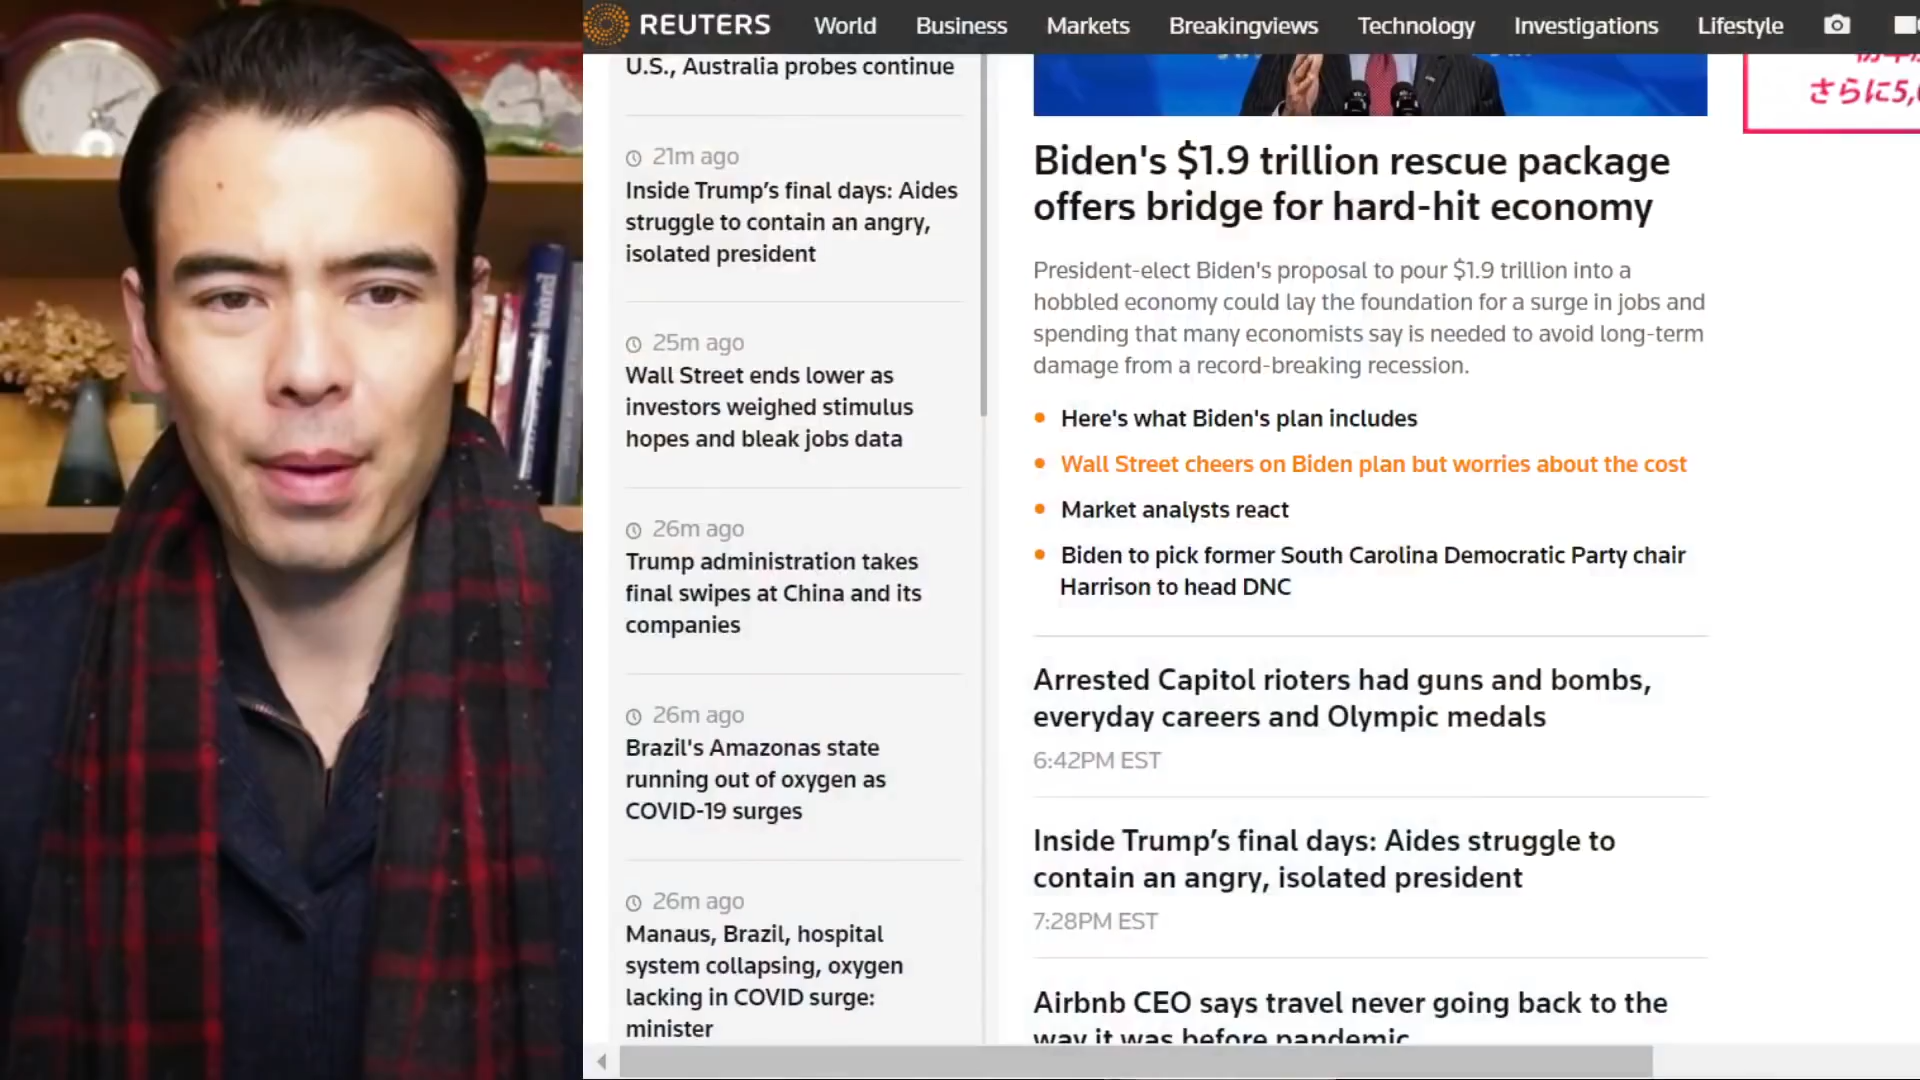 REUTERS World Business Markets Breakingviews Technology Investigations Lifestyle
U.S., Australia probes continue
21m ago
Inside Trump's final days: Aides
struggle to contain an angry,
isolated president
25m ago
Wall Street ends lower as
investors weighed stimulus
hopes and bleak jobs data
26m ago
Trump administration takes
final swipes at China and its
companies
26m ago
Brazil's Amazonas state
running out of oxygen as
COVID-19 surges
26m ago
Manaus, Brazil, hospital
system collapsing, oxygen
lacking in COVID surge:
minister
Biden's $1.9 trillion rescue package
offers bridge for hard-hit economy
President-elect Biden's proposal to pour $1.9 trillion into a
hobbled economy could lay the foundation for a surge in jobs and
spending that many economists say is needed to avoid long-term
damage from a record-breaking recession.
Here's what Biden's plan includes
Wall Street cheers on Biden plan but worries about the cost
Market analysts react
Biden to pick former South Carolina Democratic Party chair
Harrison to head DNC
Arrested Capitol rioters had guns and bombs,
everyday careers and Olympic medals
6:42PM EST
Inside Trump's final days: Aides struggle to
contain an angry, isolated president
7:28PM EST
Airbnb CEO says travel never going back to the
way it was before pandemic
さらに5,